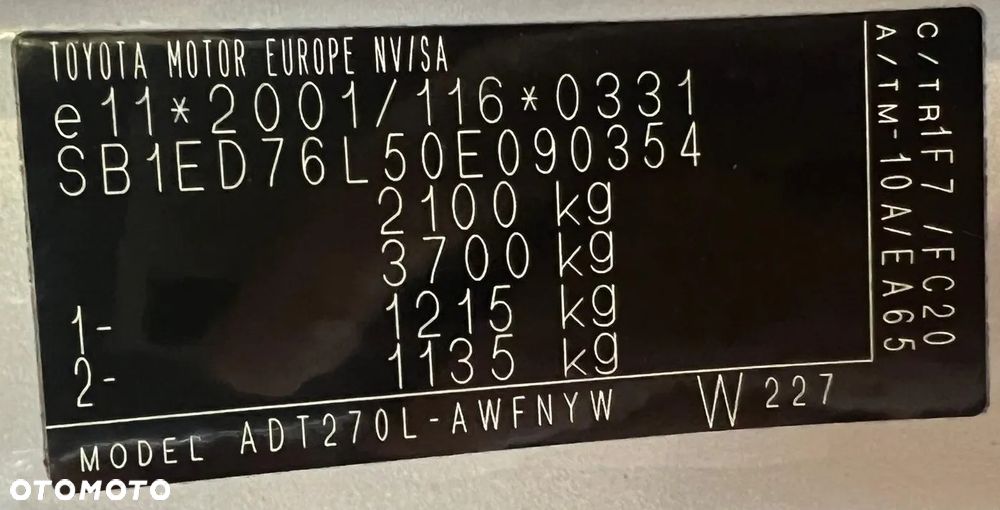 TOYOTA MOTOR EUROPE NV/SA
e11*2001/116*0331
SB1ED76L50E090354
2100 kg
3700 kg
1- 1215 kg
2- 1135 kg
MODEL ADT270L-AWFNYW W227
C/TR1F7/FC20
A/TM-10A/EA65
OTOMOTO